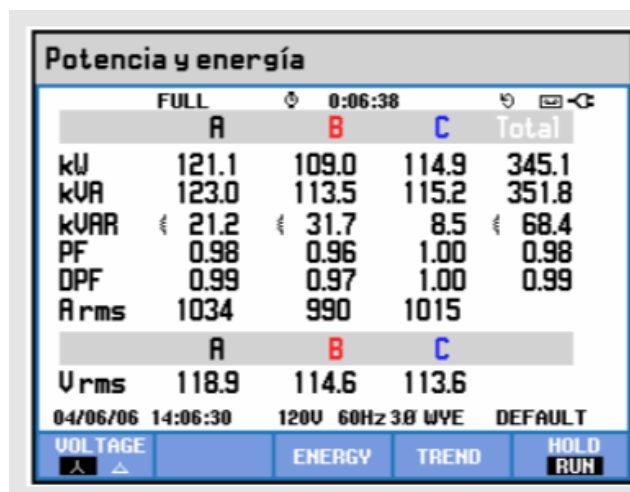 Potencia y energía
FULL 0:06:38
A B C Total
kW 121.1 109.0 114.9 345.1
kVA 123.0 113.5 115.2 351.8
kVAR 21.2 31.7 8.5 68.4
PF 0.98 0.96 1.00 0.98
DPF 0.99 0.97 1.00 0.99
A rms 1034 990 1015
A B C
V rms 118.9 114.6 113.6
04/06/06 14:06:30 120V 60Hz 3Ø WYE DEFAULT
VOLTAGE ENERGY TREND HOLD
RUN